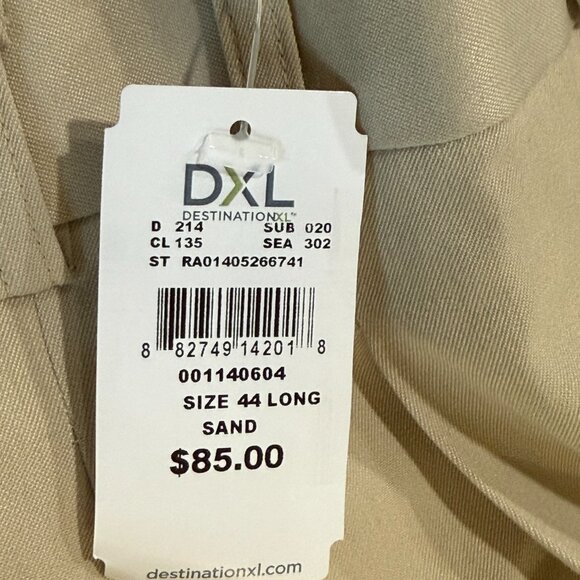 DXL
DESTINATIONXL™
D 214 SUB 020
CL 135 SEA 302
ST RA01405266741
8 82749 14201 8
001140604
SIZE 44 LONG
SAND
$85.00
destinationxl.com